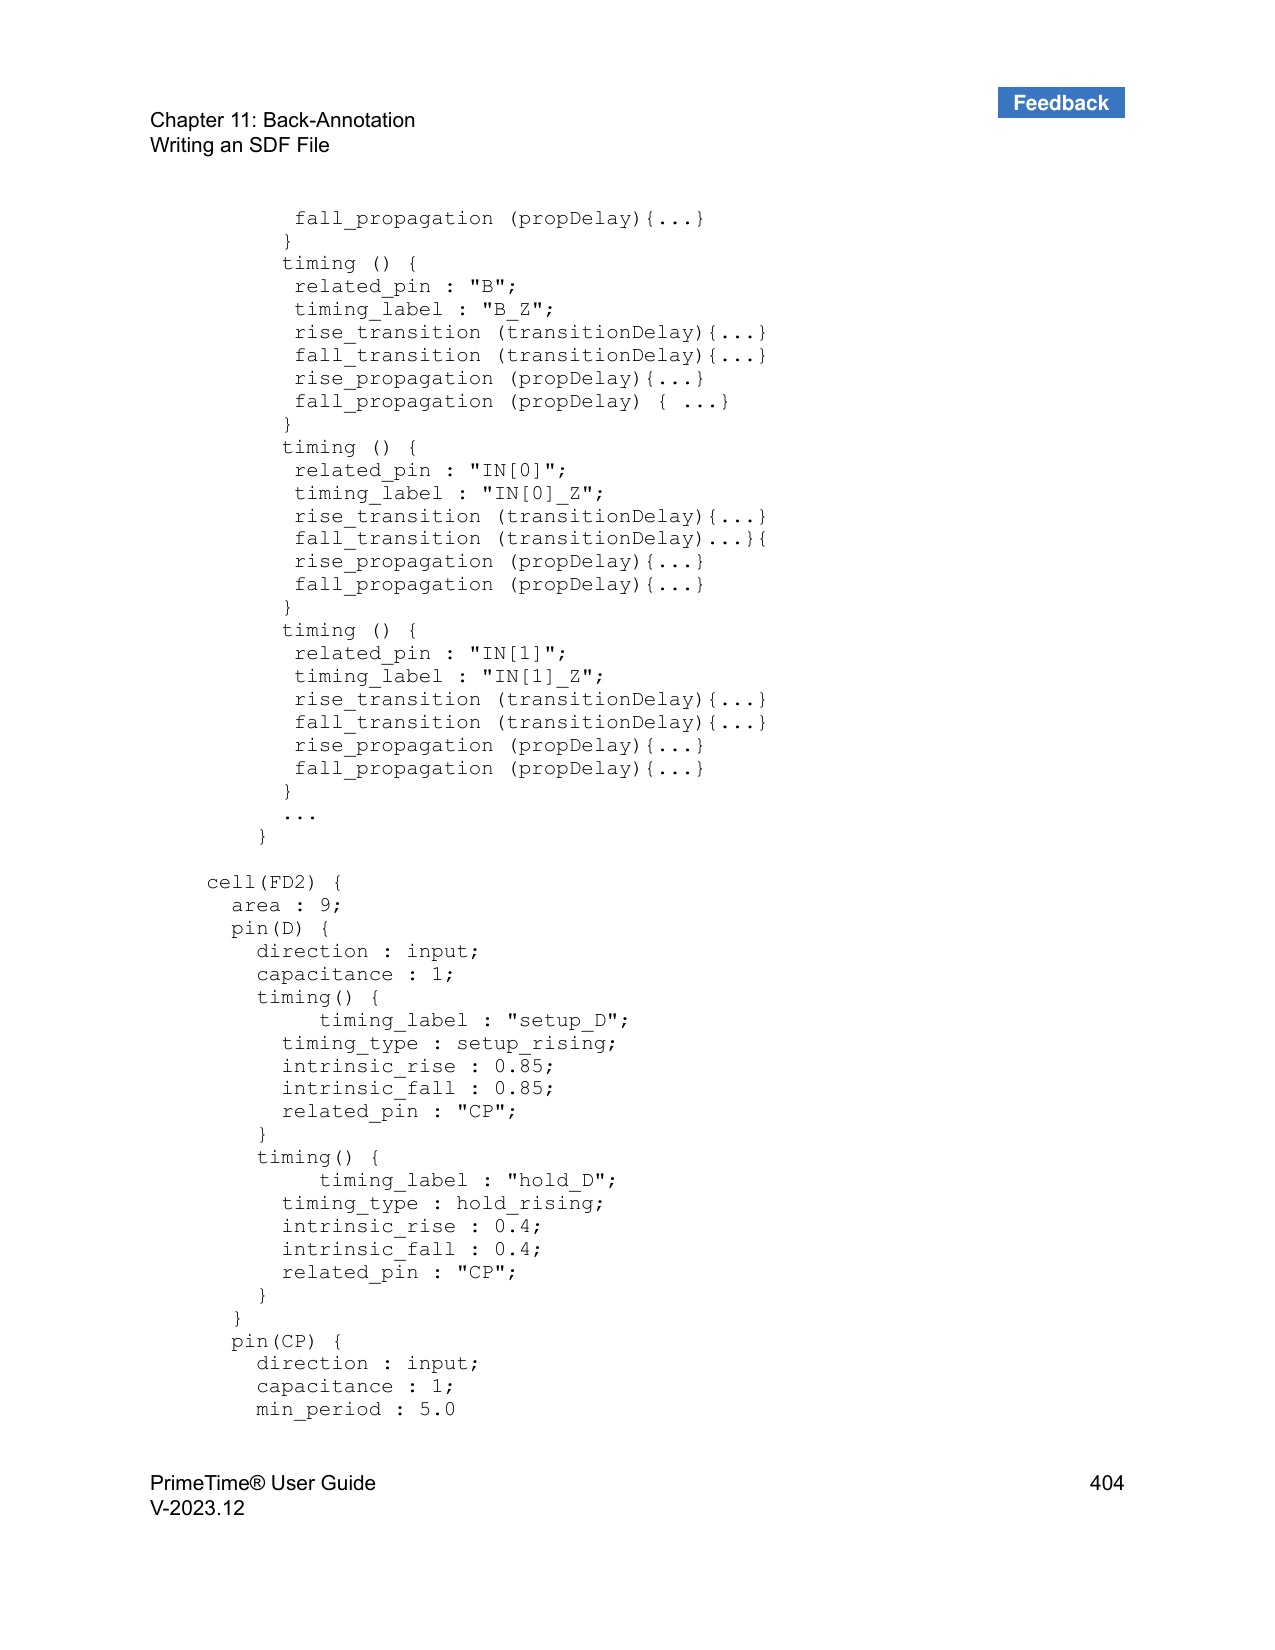 Feedback
Chapter 11: Back-Annotation
Writing an SDF File
fall_propagation (propDelay){...}
}
timing () {
related_pin : "B";
timing_label : "B_Z";
rise_transition (transitionDelay){...}
fall_transition (transitionDelay){...}
rise_propagation (propDelay){...}
fall_propagation (propDelay) { ...}
}
timing () {
related_pin : "IN[0]";
timing_label : "IN[0]_Z";
rise_transition (transitionDelay){...}
fall_transition (transitionDelay)...}{
rise_propagation (propDelay){...}
fall_propagation (propDelay){...}
}
timing () {
related_pin : "IN[1]";
timing_label : "IN[1]_Z";
rise_transition (transitionDelay){...}
fall_transition (transitionDelay){...}
rise_propagation (propDelay){...}
fall_propagation (propDelay){...}
}
...
}
cell(FD2) {
area : 9;
pin(D) {
direction : input;
capacitance : 1;
timing() {
timing_label : "setup_D";
timing_type : setup_rising;
intrinsic_rise : 0.85;
intrinsic_fall : 0.85;
related_pin : "CP";
}
timing() {
timing_label : "hold_D";
timing_type : hold_rising;
intrinsic_rise : 0.4;
intrinsic_fall : 0.4;
related_pin : "CP";
}
}
pin(CP) {
direction : input;
capacitance : 1;
min_period : 5.0
PrimeTime® User Guide 404
V-2023.12